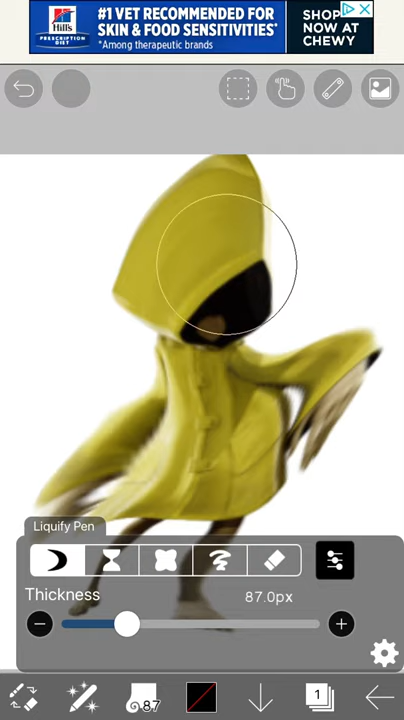 Hill's
PRESCRIPTION
DIET
#1 VET RECOMMENDED FOR
SKIN & FOOD SENSITIVITIES*
*Among therapeutic brands
SHOP
NOW AT
CHEWY
Liquify Pen
Thickness
87.0px
87
1